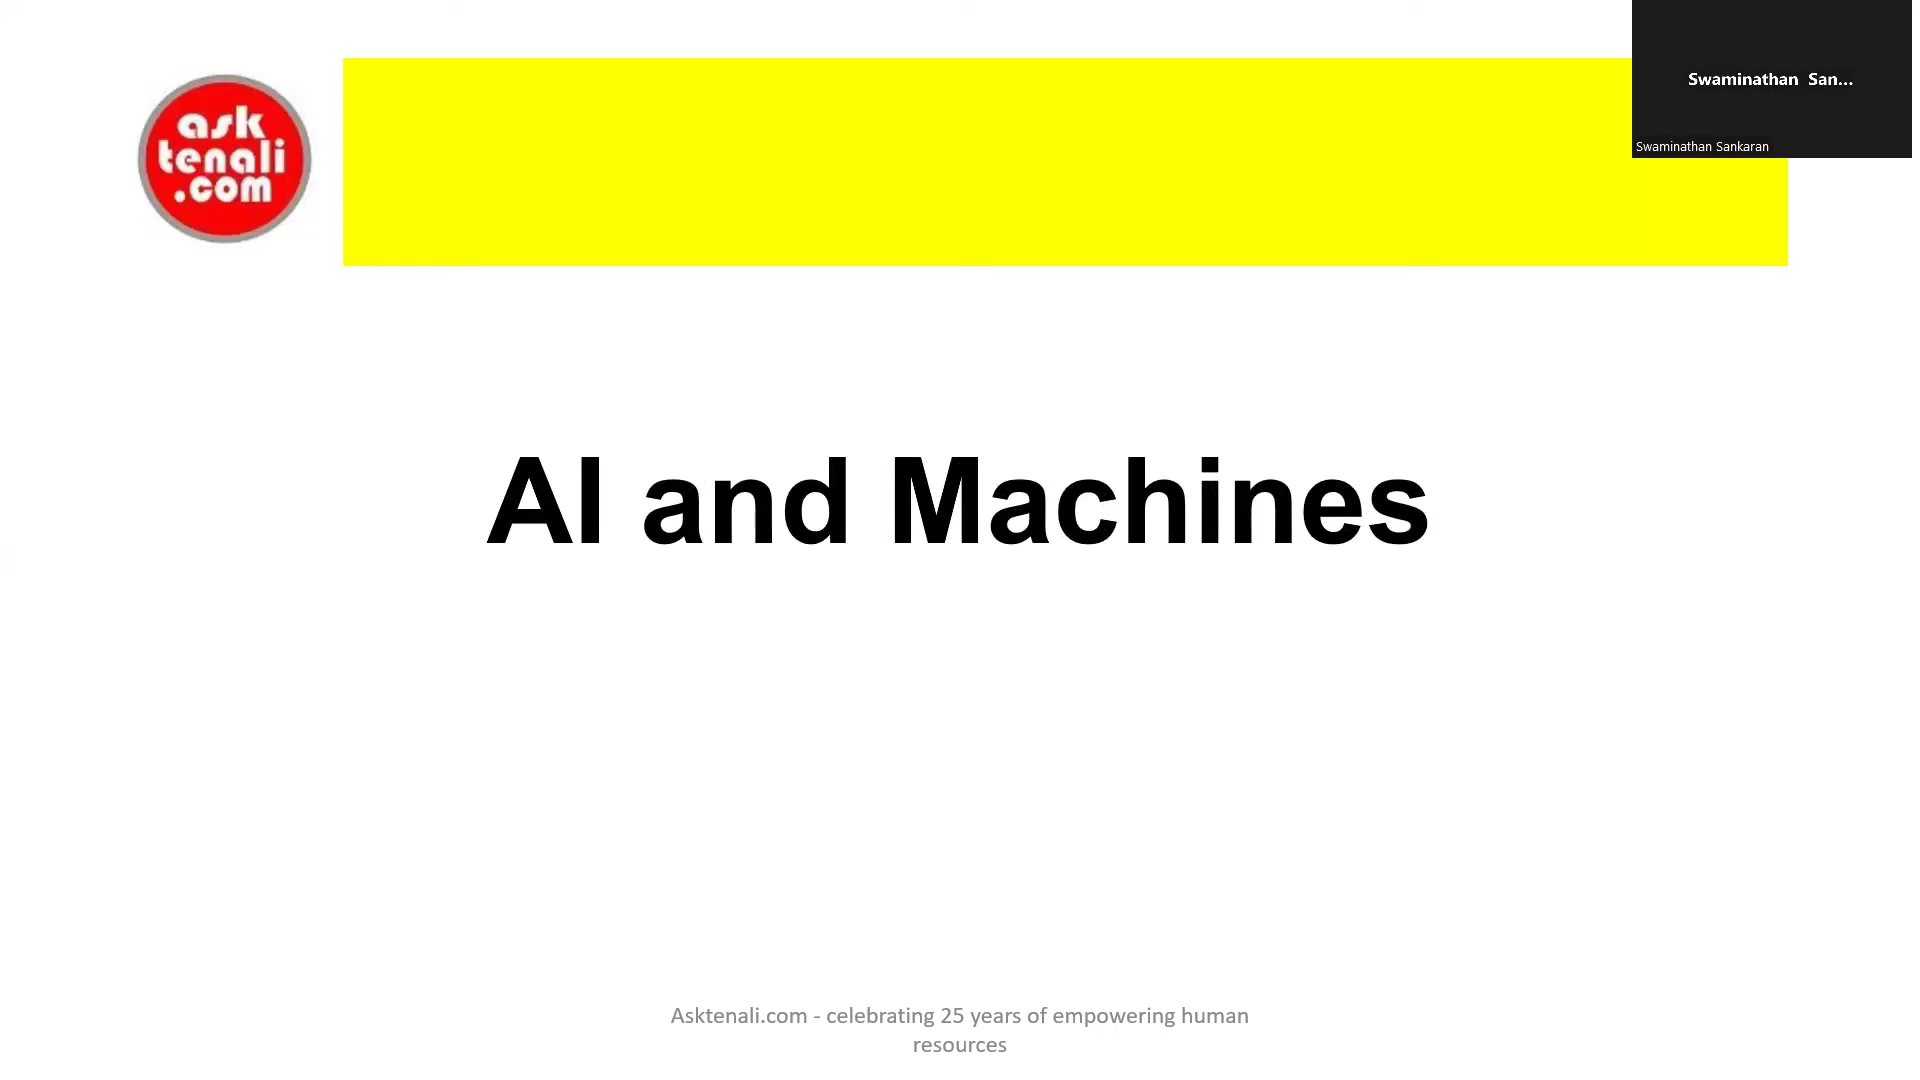 ask
tenali
.com
Swaminathan San...
Swaminathan Sankaran
AI and Machines
Asktenali.com - celebrating 25 years of empowering human
resources